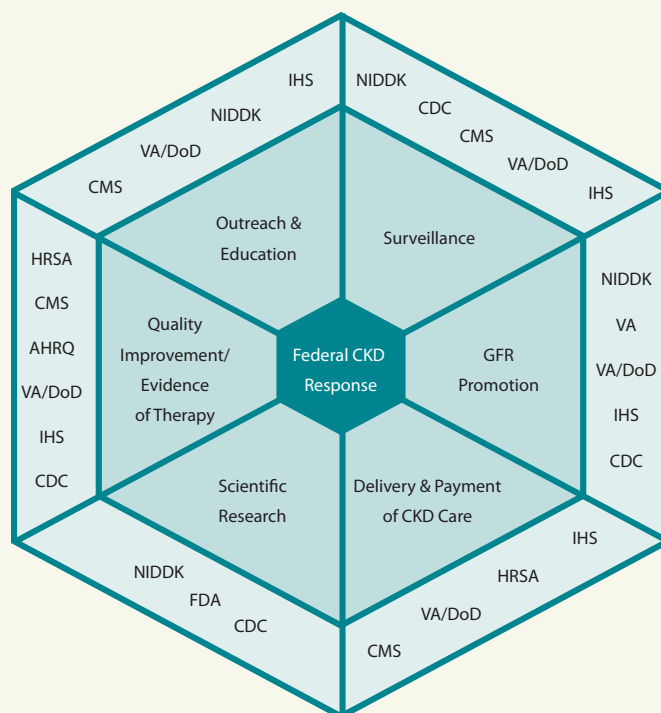 IHS
NIDDK
VA/DoD
CMS
NIDDK
CDC
CMS
VA/DoD
IHS
Outreach &
Education
Surveillance
HRSA
CMS
AHRQ
VA/DoD
IHS
CDC
Quality
Improvement/
Evidence
of Therapy
Federal CKD
Response
GFR
Promotion
NIDDK
VA
VA/DoD
IHS
CDC
Scientific
Research
Delivery & Payment
of CKD Care
NIDDK
FDA
CDC
IHS
HRSA
VA/DoD
CMS